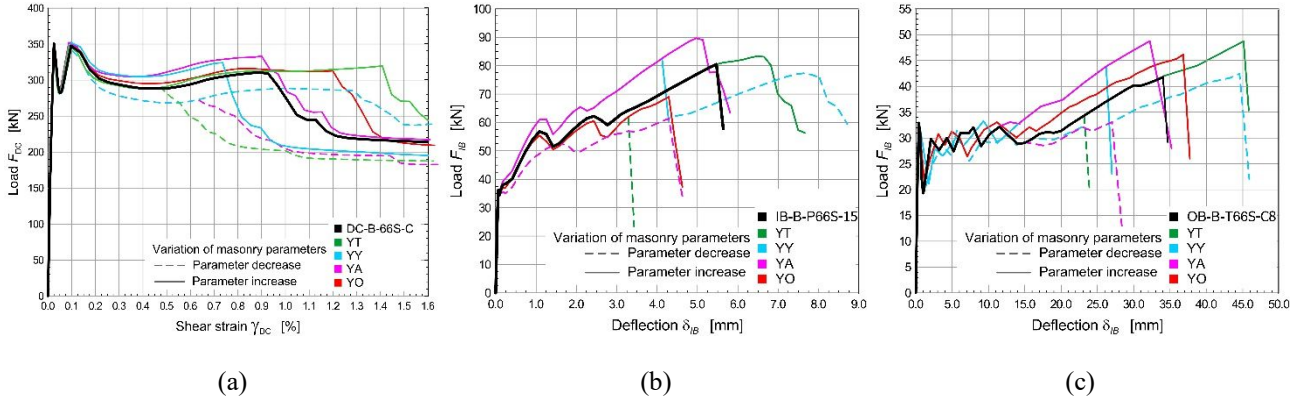 400
350
300
250
200
150
100
50
0
Load F_DC [kN]
0.0 0.1 0.2 0.3 0.4 0.5 0.6 0.7 0.8 0.9 1.0 1.1 1.2 1.3 1.4 1.5 1.6
Shear strain γ_DC [%]
DC-B-66S-C
YT
Variation of masonry parameters YY
Parameter decrease YA
Parameter increase YO
(a)
100
90
80
70
60
50
40
30
20
10
0
Load F_IB [kN]
0.0 1.0 2.0 3.0 4.0 5.0 6.0 7.0 8.0 9.0
Deflection δ_IB [mm]
IB-B-P66S-15
Variation of masonry parameters YT
Parameter decrease YY
YA
Parameter increase YO
(b)
55
50
45
40
35
30
25
20
15
10
5
0
Load F_IB [kN]
0.0 5.0 10.0 15.0 20.0 25.0 30.0 35.0 40.0 45.0 50.0
Deflection δ_IB [mm]
OB-B-T66S-C8
Variation of masonry parameters YT
Parameter decrease YY
YA
Parameter increase YO
(c)